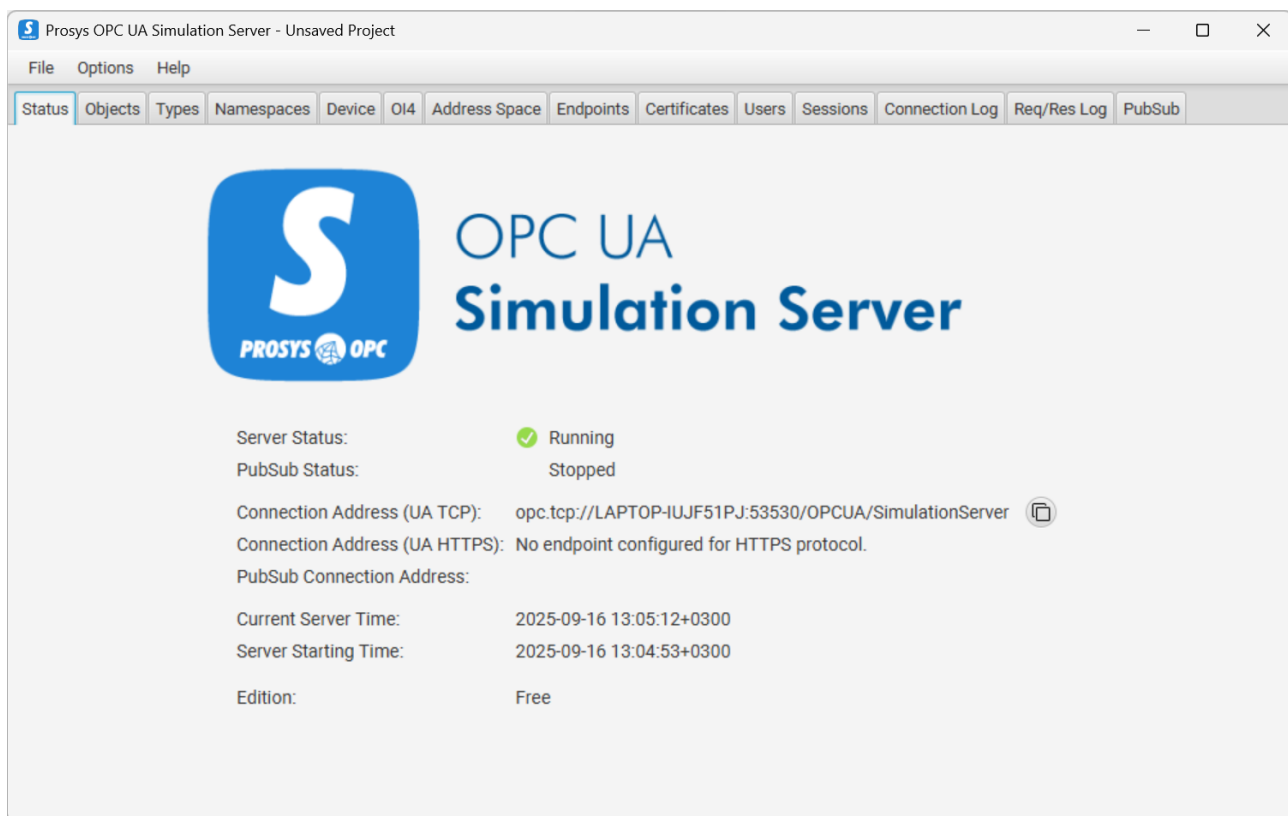 Prosys OPC UA Simulation Server - Unsaved Project
File Options Help
Status Objects Types Namespaces Device OI4 Address Space Endpoints Certificates Users Sessions Connection Log Req/Res Log PubSub
S
PROSYS OPC
OPC UA
Simulation Server
Server Status: Running
PubSub Status: Stopped
Connection Address (UA TCP): opc.tcp://LAPTOP-IUJF51PJ:53530/OPCUA/SimulationServer
Connection Address (UA HTTPS): No endpoint configured for HTTPS protocol.
PubSub Connection Address:
Current Server Time: 2025-09-16 13:05:12+0300
Server Starting Time: 2025-09-16 13:04:53+0300
Edition: Free